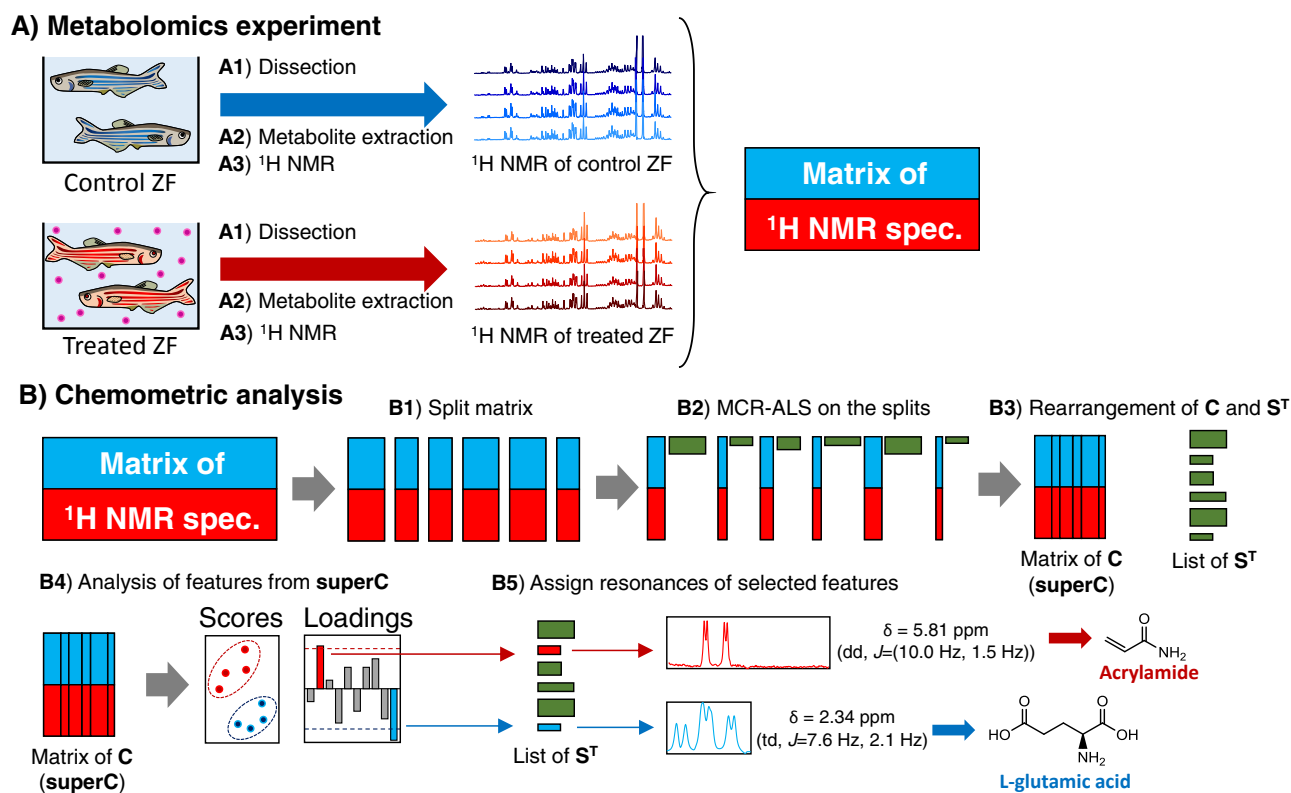 A) Metabolomics experiment
A1) Dissection
A2) Metabolite extraction
A3) ¹H NMR
Control ZF
¹H NMR of control ZF
Matrix of
¹H NMR spec.
A1) Dissection
A2) Metabolite extraction
A3) ¹H NMR
Treated ZF
¹H NMR of treated ZF
B) Chemometric analysis
B1) Split matrix
B2) MCR-ALS on the splits
B3) Rearrangement of C and Sᵀ
Matrix of
¹H NMR spec.
Matrix of C
(superC)
List of Sᵀ
B4) Analysis of features from superC
B5) Assign resonances of selected features
Scores
Loadings
Matrix of C
(superC)
List of Sᵀ
δ = 5.81 ppm
(dd, J=(10.0 Hz, 1.5 Hz))
O
NH₂
Acrylamide
δ = 2.34 ppm
(td, J=7.6 Hz, 2.1 Hz)
O O
HO OH
NH₂
L-glutamic acid